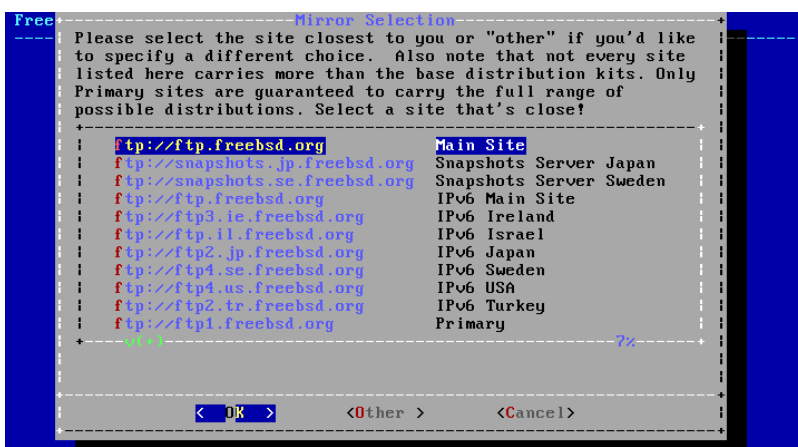 Free
Mirror Selection
Please select the site closest to you or "other" if you'd like
to specify a different choice. Also note that not every site
listed here carries more than the base distribution kits. Only
Primary sites are guaranteed to carry the full range of
possible distributions. Select a site that's close!
ftp://ftp.freebsd.org Main Site
ftp://snapshots.jp.freebsd.org Snapshots Server Japan
ftp://snapshots.se.freebsd.org Snapshots Server Sweden
ftp://ftp.freebsd.org IPv6 Main Site
ftp://ftp3.ie.freebsd.org IPv6 Ireland
ftp://ftp.il.freebsd.org IPv6 Israel
ftp://ftp2.jp.freebsd.org IPv6 Japan
ftp://ftp4.se.freebsd.org IPv6 Sweden
ftp://ftp4.us.freebsd.org IPv6 USA
ftp://ftp2.tr.freebsd.org IPv6 Turkey
ftp://ftp1.freebsd.org Primary
v(+) 7%
< OK > <Other > <Cancel>